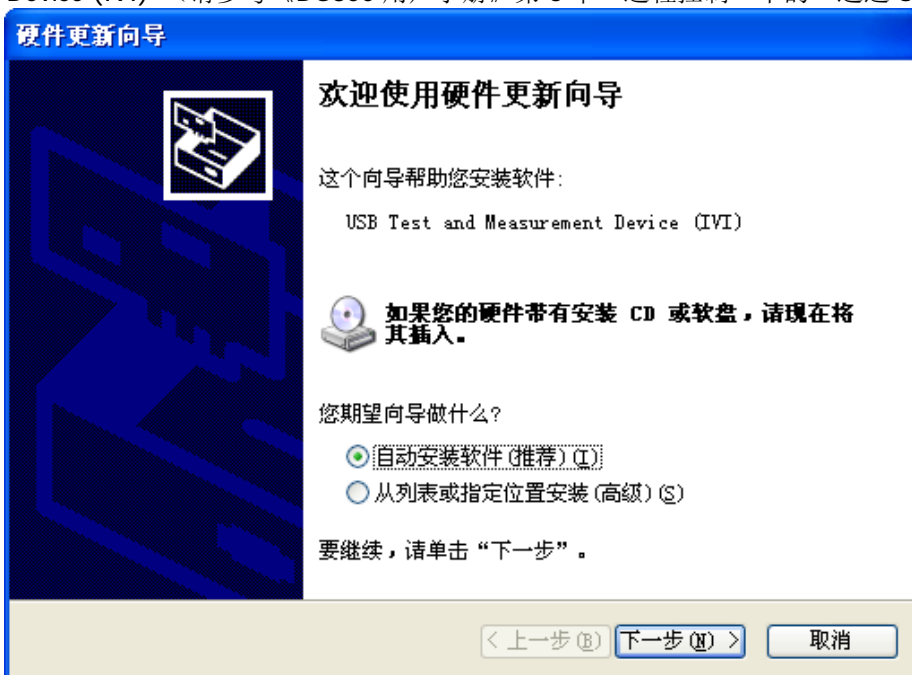 硬件更新向导
欢迎使用硬件更新向导
这个向导帮助您安装软件:
USB Test and Measurement Device (IVI)
如果您的硬件带有安装 CD 或软盘，请现在将
其插入。
您期望向导做什么?
自动安装软件(推荐)(I)
从列表或指定位置安装(高级)(S)
要继续，请单击“下一步”。
< 上一步(B) 下一步(N) > 取消